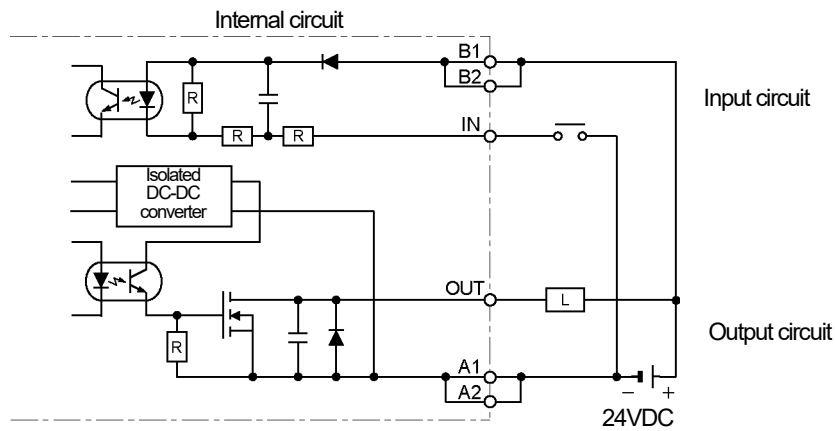 Internal circuit
B1
B2
R
Input circuit
IN
R
R
Isolated
DC-DC
converter
OUT
L
Output circuit
R
A1
A2
− +
24VDC